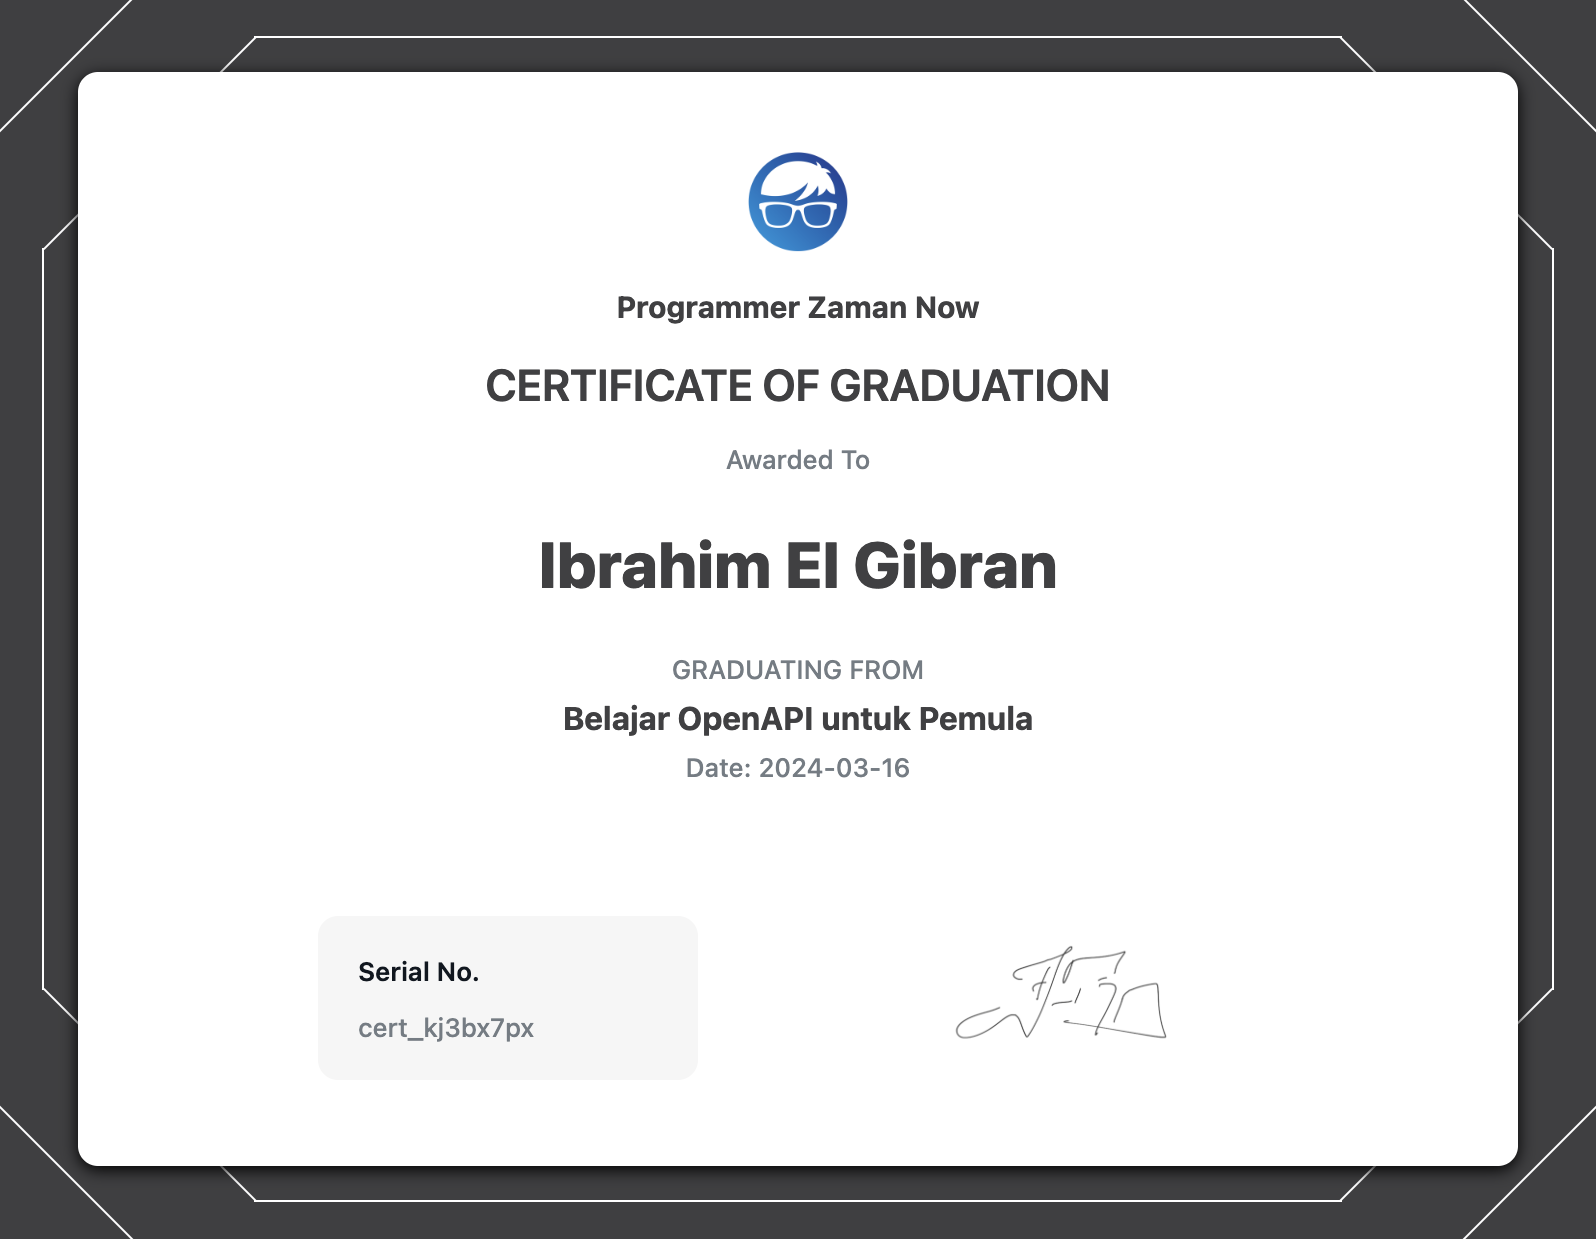 Programmer Zaman Now
CERTIFICATE OF GRADUATION
Awarded To
Ibrahim El Gibran
GRADUATING FROM
Belajar OpenAPI untuk Pemula
Date: 2024-03-16
Serial No.
cert_kj3bx7px